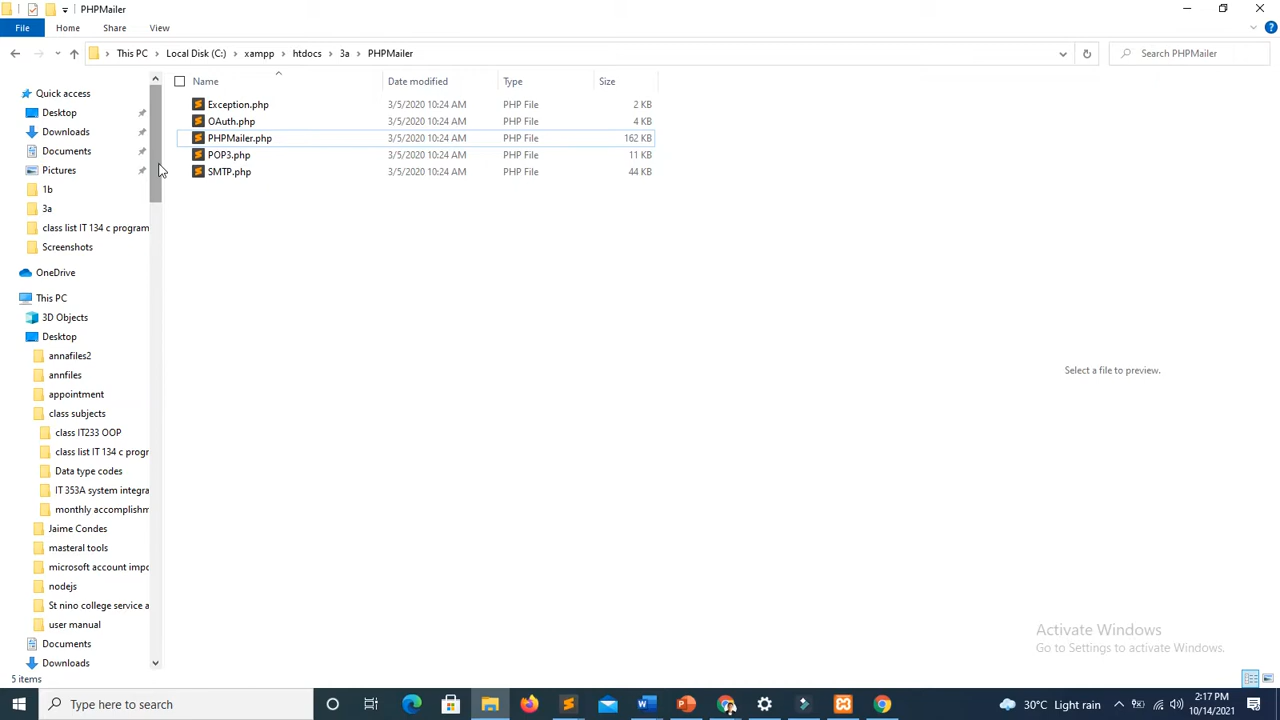 PHPMailer
File Home Share View
This PC Local Disk (C:) xampp htdocs 3a PHPMailer Search PHPMailer
Name Date modified Type Size
Exception.php 3/5/2020 10:24 AM PHP File 2 KB
OAuth.php 3/5/2020 10:24 AM PHP File 4 KB
PHPMailer.php 3/5/2020 10:24 AM PHP File 162 KB
POP3.php 3/5/2020 10:24 AM PHP File 11 KB
SMTP.php 3/5/2020 10:24 AM PHP File 44 KB
Quick access
Desktop
Downloads
Documents
Pictures
1b
3a
class list IT 134 c program
Screenshots
OneDrive
This PC
3D Objects
Desktop
annafiles2
annfiles
appointment
class subjects
class IT233 OOP
class list IT 134 c progr
Data type codes
IT 353A system integra
monthly accomplishm
Jaime Condes
masteral tools
microsoft account impo
nodejs
St nino college service a
user manual
Documents
Downloads
Select a file to preview.
Activate Windows
Go to Settings to activate Windows.
5 items
Type here to search
30°C Light rain
2:17 PM
10/14/2021